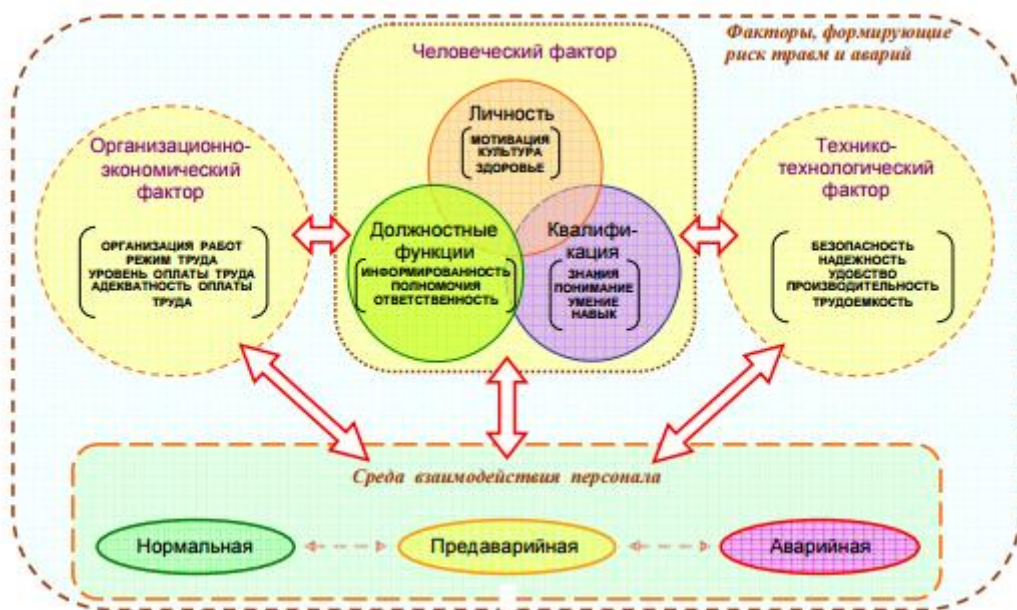 Факторы, формирующие
риск травм и аварий
Человеческий фактор
Личность
МОТИВАЦИЯ
КУЛЬТУРА
ЗДОРОВЬЕ
Организационно-
экономический
фактор
ОРГАНИЗАЦИЯ РАБОТ
РЕЖИМ ТРУДА
УРОВЕНЬ ОПЛАТЫ ТРУДА
АДЕКВАТНОСТЬ ОПЛАТЫ
ТРУДА
Должностные
функции
ИНФОРМИРОВАННОСТЬ
ПОЛНОМОЧИЯ
ОТВЕТСТВЕННОСТЬ
Квалифи-
кация
ЗНАНИЯ
ПОНИМАНИЕ
УМЕНИЕ
НАВЫК
Технико-
технологический
фактор
БЕЗОПАСНОСТЬ
НАДЕЖНОСТЬ
УДОБСТВО
ПРОИЗВОДИТЕЛЬНОСТЬ
ТРУДОЕМКОСТЬ
Среда взаимодействия персонала
Нормальная
Предаварийная
Аварийная